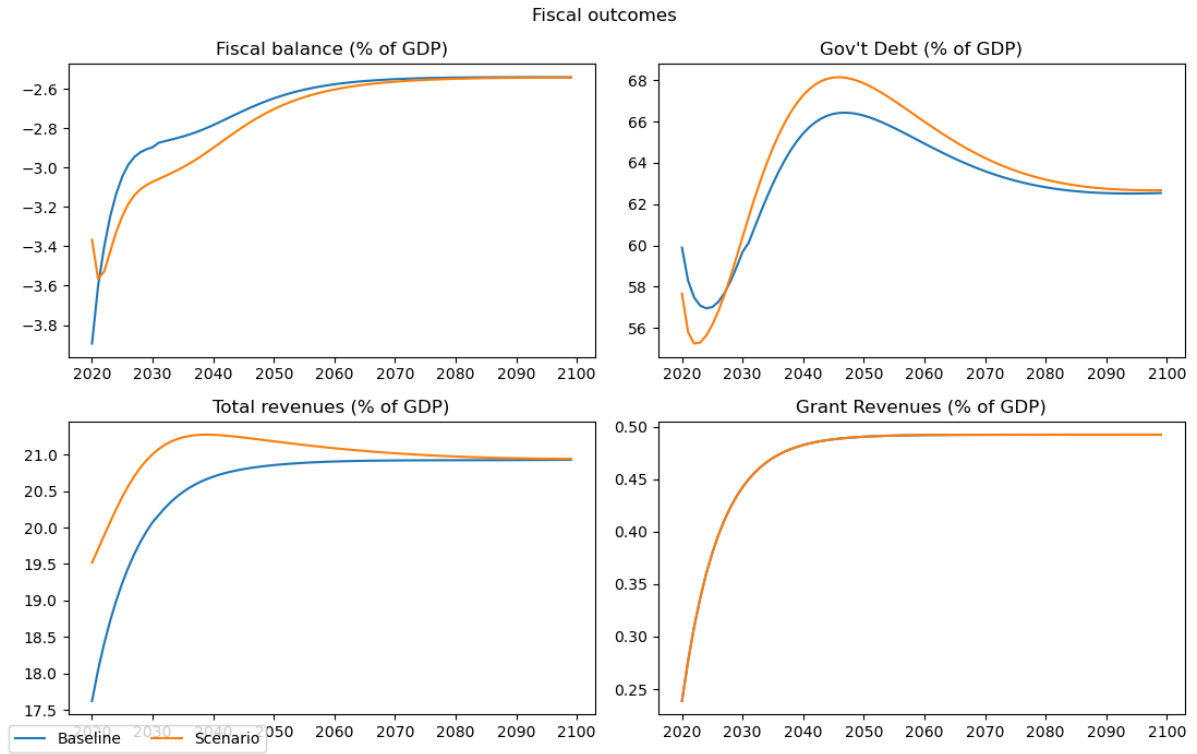 Fiscal outcomes
Fiscal balance (% of GDP)
−2.6
−2.8
−3.0
−3.2
−3.4
−3.6
−3.8
2020 2030 2040 2050 2060 2070 2080 2090 2100
Gov't Debt (% of GDP)
68
66
64
62
60
58
56
2020 2030 2040 2050 2060 2070 2080 2090 2100
Total revenues (% of GDP)
21.0
20.5
20.0
19.5
19.0
18.5
18.0
17.5
2020 2030 2040 2050 2060 2070 2080 2090 2100
Grant Revenues (% of GDP)
0.50
0.45
0.40
0.35
0.30
0.25
2020 2030 2040 2050 2060 2070 2080 2090 2100
Baseline Scenario